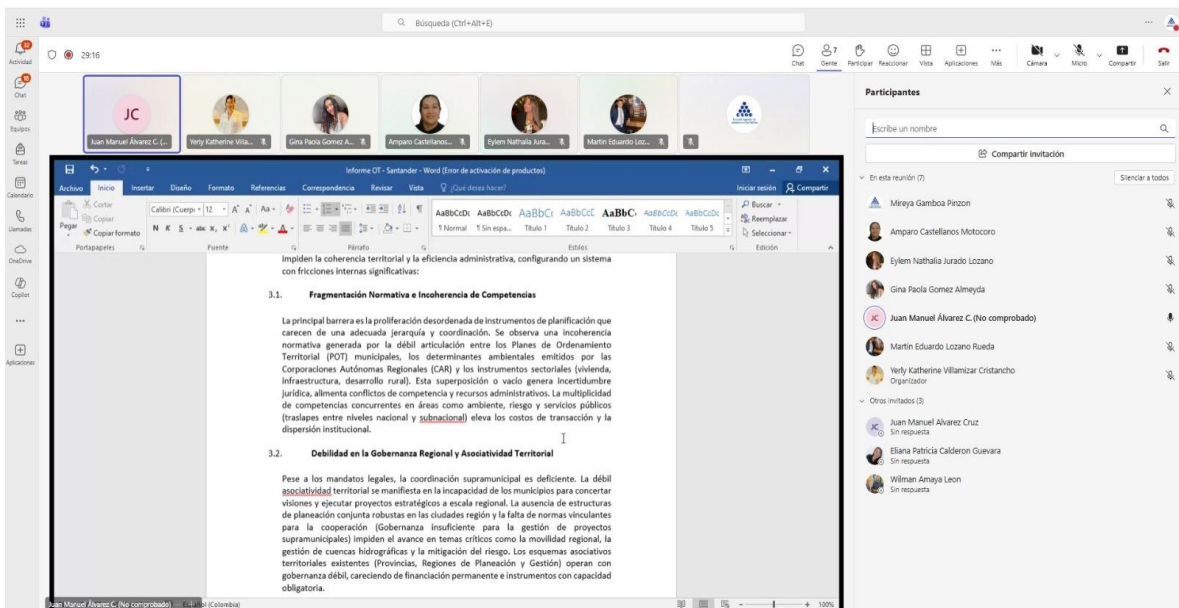 Búsqueda (Ctrl+Alt+E)
Actividad
Chat
Equipos
Tareas
Calendario
Llamadas
OneDrive
Copilot
Aplicaciones
29:16
Chat
7
Gente
Participar
Reaccionar
Vista
Aplicaciones
Más
Cámara
Micro
Compartir
Salir
JC
Juan Manuel Álvarez C. (...
Yerly Katherine Villa...
Gina Paola Gomez A...
Amparo Castellanos...
Eylem Nathalia Jura...
Martin Eduardo Loz...
Informe OT - Santander - Word (Error de activación de productos)
Archivo Inicio Insertar Diseño Formato Referencias Correspondencia Revisar Vista ¿Qué desea hacer? Iniciar sesión Compartir
Pegar
Cortar
Copiar
Copiar formato
Portapapeles
Calibri (Cuerp 12
Fuente
Párrafo
AaBbCcDc AaBbCcDc AaBbC( AaBbCcC AaBbC AaBbCcDc AaBbCcDc
¶ Normal ¶ Sin espa... Título 1 Título 2 Título 3 Título 4 Título 5
Estilos
Buscar
Reemplazar
Seleccionar
Edición
impiden la coherencia territorial y la eficiencia administrativa, configurando un sistema
con fricciones internas significativas:
3.1. Fragmentación Normativa e Incoherencia de Competencias
La principal barrera es la proliferación desordenada de instrumentos de planificación que
carecen de una adecuada jerarquía y coordinación. Se observa una incoherencia
normativa generada por la débil articulación entre los Planes de Ordenamiento
Territorial (POT) municipales, los determinantes ambientales emitidos por las
Corporaciones Autónomas Regionales (CAR) y los instrumentos sectoriales (vivienda,
infraestructura, desarrollo rural). Esta superposición o vacío genera incertidumbre
jurídica, alimenta conflictos de competencia y recursos administrativos. La multiplicidad
de competencias concurrentes en áreas como ambiente, riesgo y servicios públicos
(traslapes entre niveles nacional y subnacional) eleva los costos de transacción y la
dispersión institucional.
3.2. Debilidad en la Gobernanza Regional y Asociatividad Territorial
Pese a los mandatos legales, la coordinación supramunicipal es deficiente. La débil
asociatividad territorial se manifiesta en la incapacidad de los municipios para concertar
visiones y ejecutar proyectos estratégicos a escala regional. La ausencia de estructuras
de planeación conjunta robustas en las ciudades región y la falta de normas vinculantes
para la cooperación (Gobernanza insuficiente para la gestión de proyectos
supramunicipales) impiden el avance en temas críticos como la movilidad regional, la
gestión de cuencas hidrográficas y la mitigación del riesgo. Los esquemas asociativos
territoriales existentes (Provincias, Regiones de Planeación y Gestión) operan con
gobernanza débil, careciendo de financiación permanente e instrumentos con capacidad
obligatoria.
Juan Manuel Álvarez C. (No comprobado)
(Colombia)
100%
Participantes
Escribe un nombre
Compartir invitación
En esta reunión (7)
Silenciar a todos
Mireya Gamboa Pinzon
Amparo Castellanos Motocoro
Eylem Nathalia Jurado Lozano
Gina Paola Gomez Almeyda
JC
Juan Manuel Álvarez C. (No comprobado)
Martin Eduardo Lozano Rueda
Yerly Katherine Villamizar Cristancho
Organizador
Otros invitados (3)
JC
Juan Manuel Alvarez Cruz
Sin respuesta
Eliana Patricia Calderon Guevara
Sin respuesta
Wilman Amaya Leon
Sin respuesta